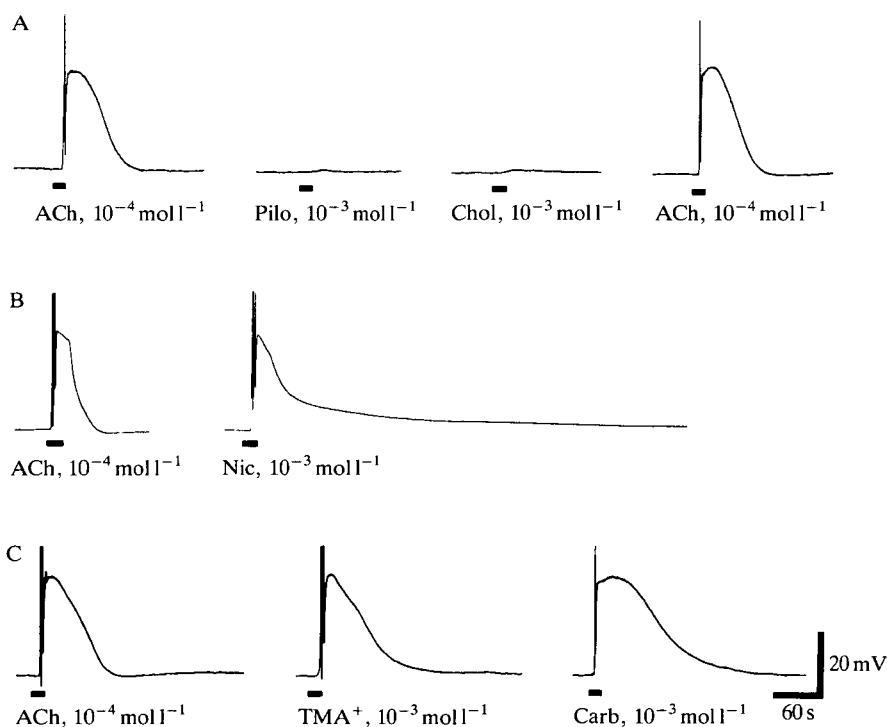 A
ACh, 10⁻⁴ mol l⁻¹ Pilo, 10⁻³ mol l⁻¹ Chol, 10⁻³ mol l⁻¹ ACh, 10⁻⁴ mol l⁻¹
B
ACh, 10⁻⁴ mol l⁻¹ Nic, 10⁻³ mol l⁻¹
C
20 mV
ACh, 10⁻⁴ mol l⁻¹ TMA⁺, 10⁻³ mol l⁻¹ Carb, 10⁻³ mol l⁻¹ 60 s